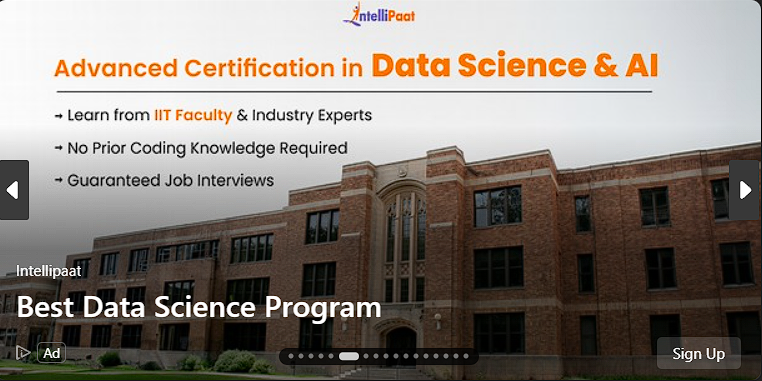 IntelliPaat
Advanced Certification in Data Science & AI
→ Learn from IIT Faculty & Industry Experts
→ No Prior Coding Knowledge Required
→ Guaranteed Job Interviews
Intellipaat
Best Data Science Program
Ad
Sign Up